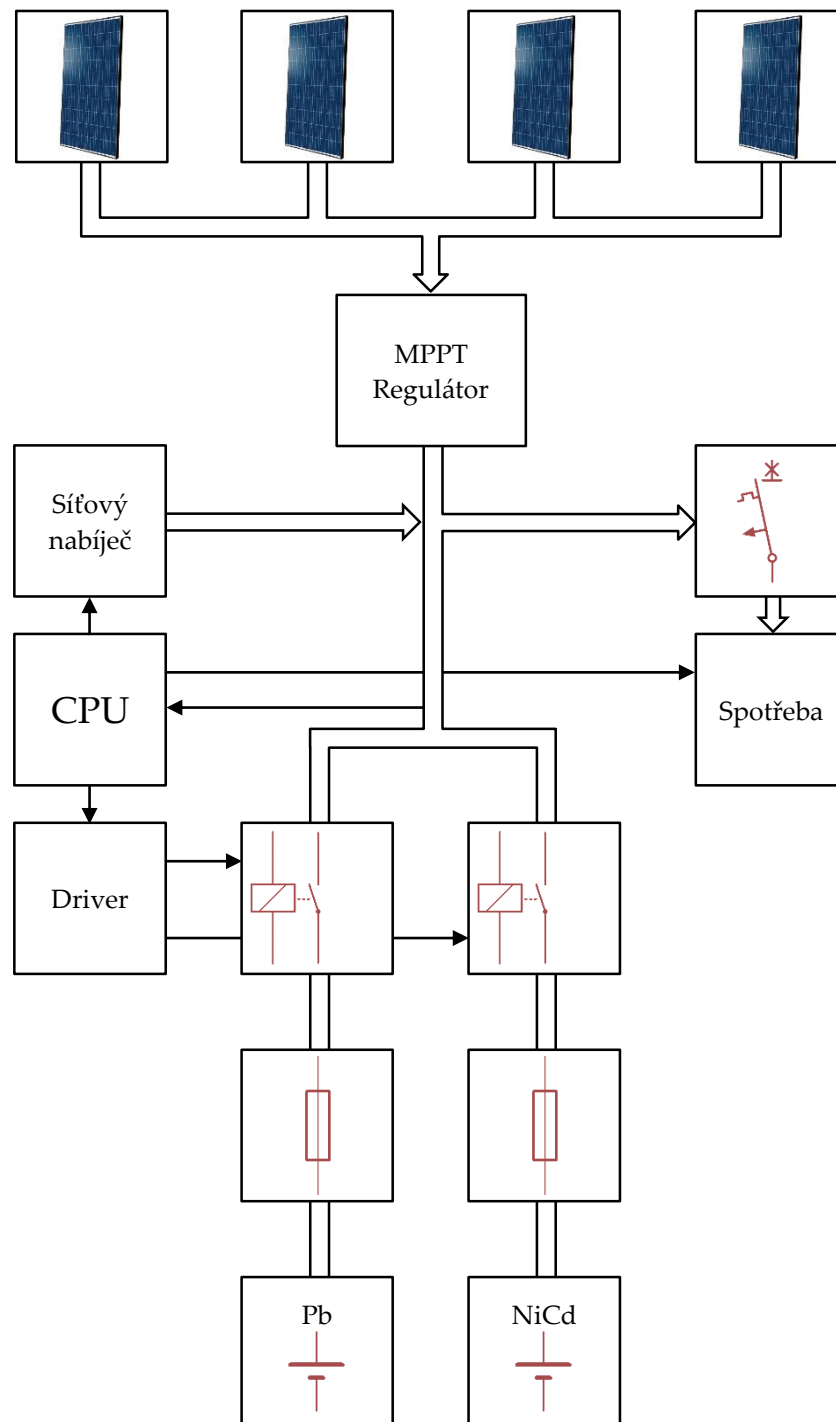 MPPT
Regulátor
Síťový
nabíječ
CPU
Spotřeba
Driver
Pb
NiCd